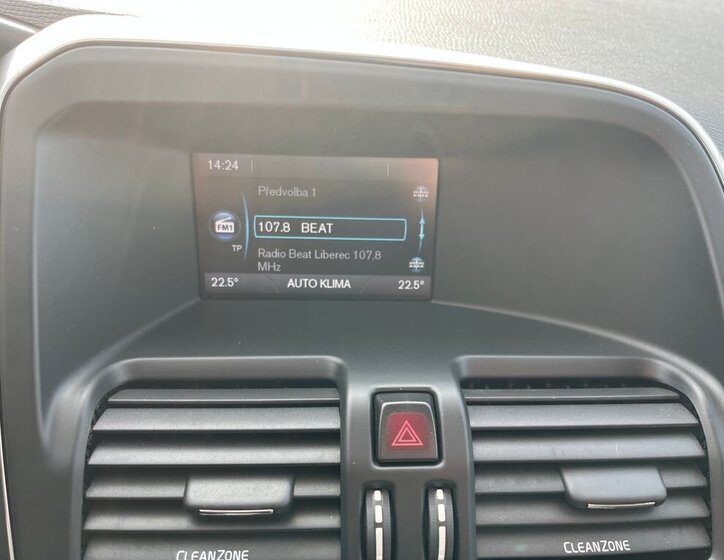 14:24
Předvolba 1
FM1
107.8 BEAT
TP
Radio Beat Liberec 107,8
MHz
22.5° AUTO KLIMA 22.5°
CLEANZONE CLEANZONE